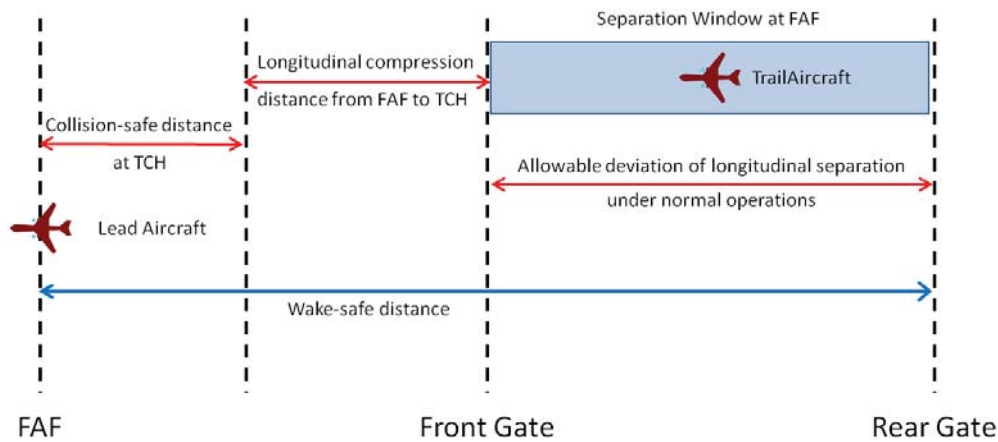 Separation Window at FAF
Longitudinal compression
distance from FAF to TCH
TrailAircraft
Collision-safe distance
at TCH
Allowable deviation of longitudinal separation
under normal operations
Lead Aircraft
Wake-safe distance
FAF
Front Gate
Rear Gate